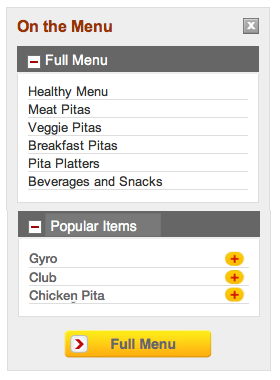 On the Menu
Full Menu
Healthy Menu
Meat Pitas
Veggie Pitas
Breakfast Pitas
Pita Platters
Beverages and Snacks
Popular Items
Gyro
Club
Chicken Pita
Full Menu